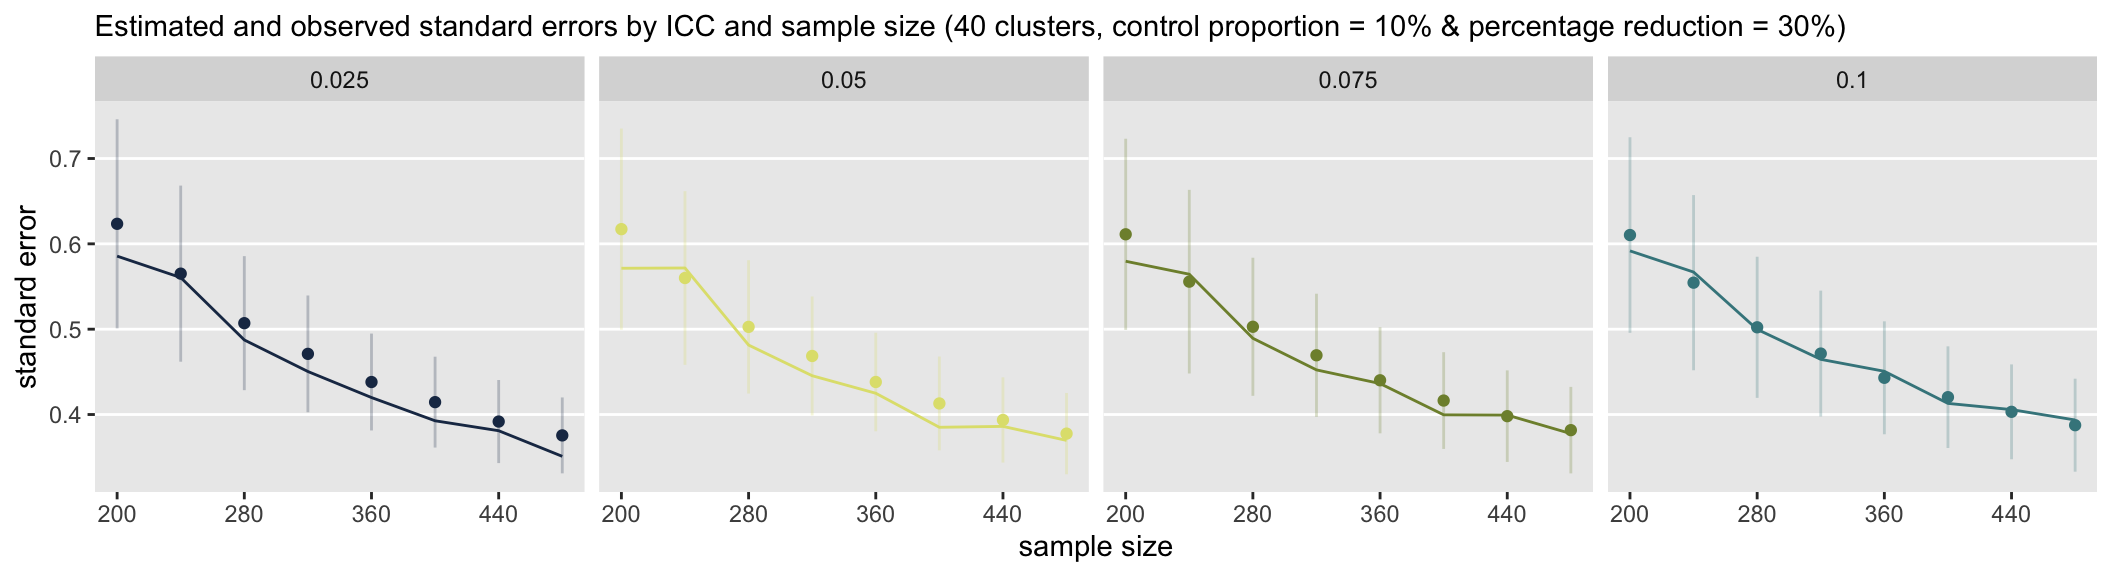 Estimated and observed standard errors by ICC and sample size (40 clusters, control proportion = 10% & percentage reduction = 30%)
0.025 0.05 0.075 0.1
0.7
0.6
0.5
0.4
standard error
200 280 360 440 200 280 360 440 200 280 360 440 200 280 360 440
sample size